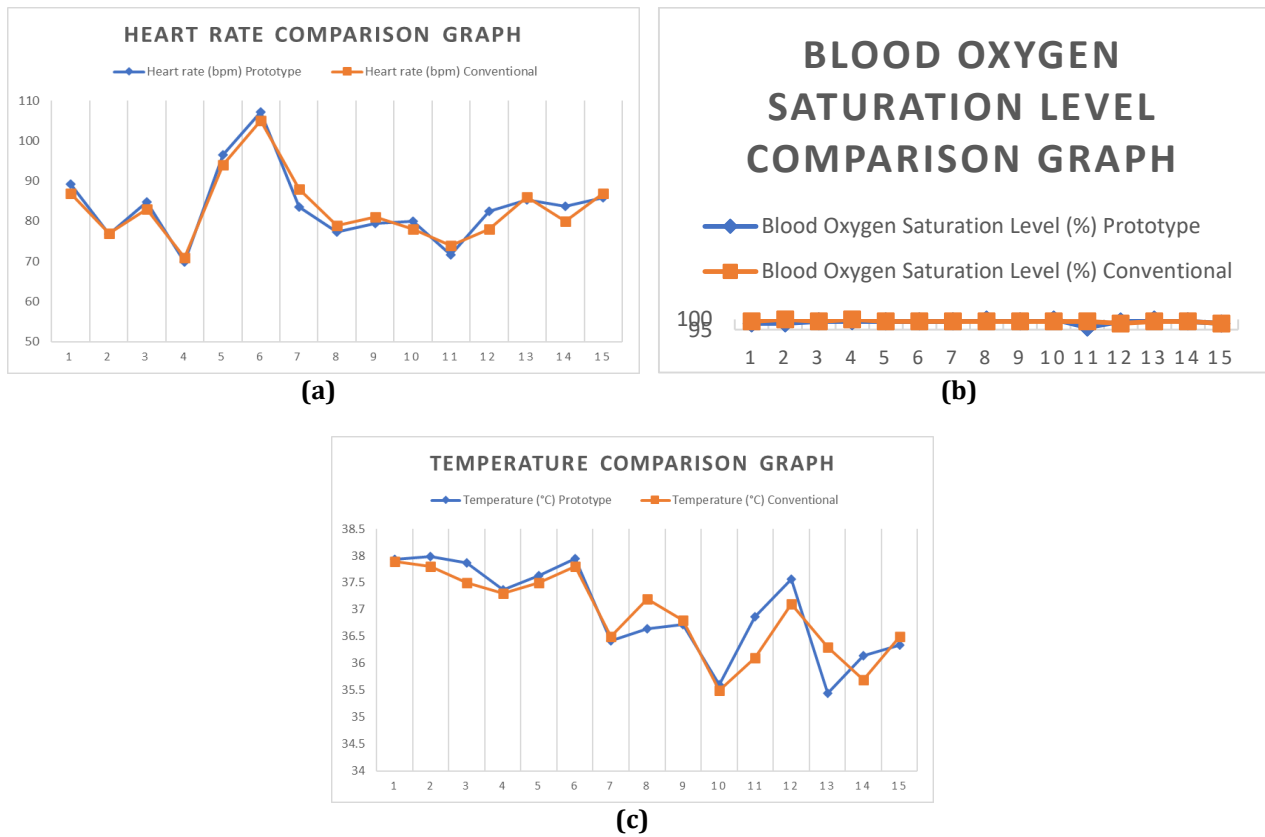 HEART RATE COMPARISON GRAPH
Heart rate (bpm) Prototype Heart rate (bpm) Conventional
110
100
90
80
70
60
50
1 2 3 4 5 6 7 8 9 10 11 12 13 14 15
(a)
BLOOD OXYGEN
SATURATION LEVEL
COMPARISON GRAPH
Blood Oxygen Saturation Level (%) Prototype
Blood Oxygen Saturation Level (%) Conventional
100
95
1 2 3 4 5 6 7 8 9 10 11 12 13 14 15
(b)
TEMPERATURE COMPARISON GRAPH
Temperature (°C) Prototype Temperature (°C) Conventional
38.5
38
37.5
37
36.5
36
35.5
35
34.5
34
1 2 3 4 5 6 7 8 9 10 11 12 13 14 15
(c)